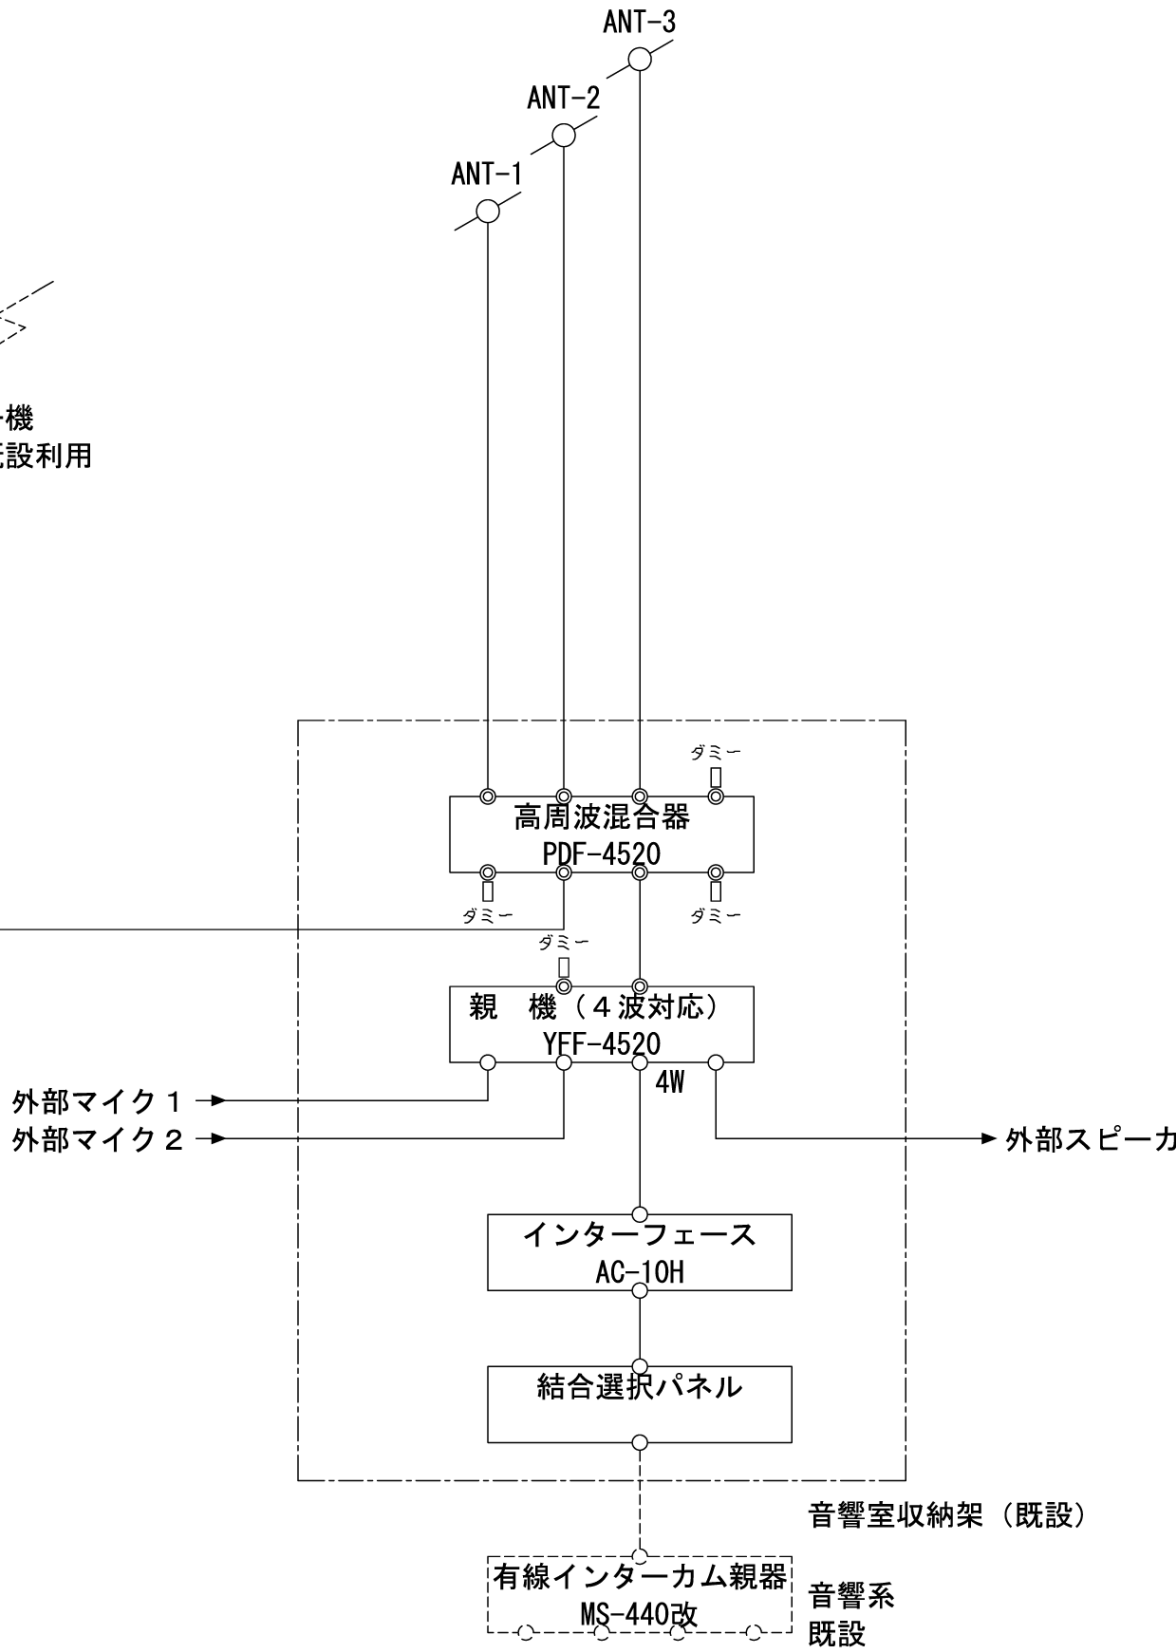 ANT-3
ANT-2
ANT-1
機
設利用
ダミー
高周波混合器
PDF-4520
ダミー
ダミー
ダミー
親　機（４波対応）
YFF-4520
4W
外部マイク１
外部マイク２
外部スピーカ
インターフェース
AC-10H
結合選択パネル
音響室収納架（既設）
有線インターカム親器
MS-440改
音響系
既設